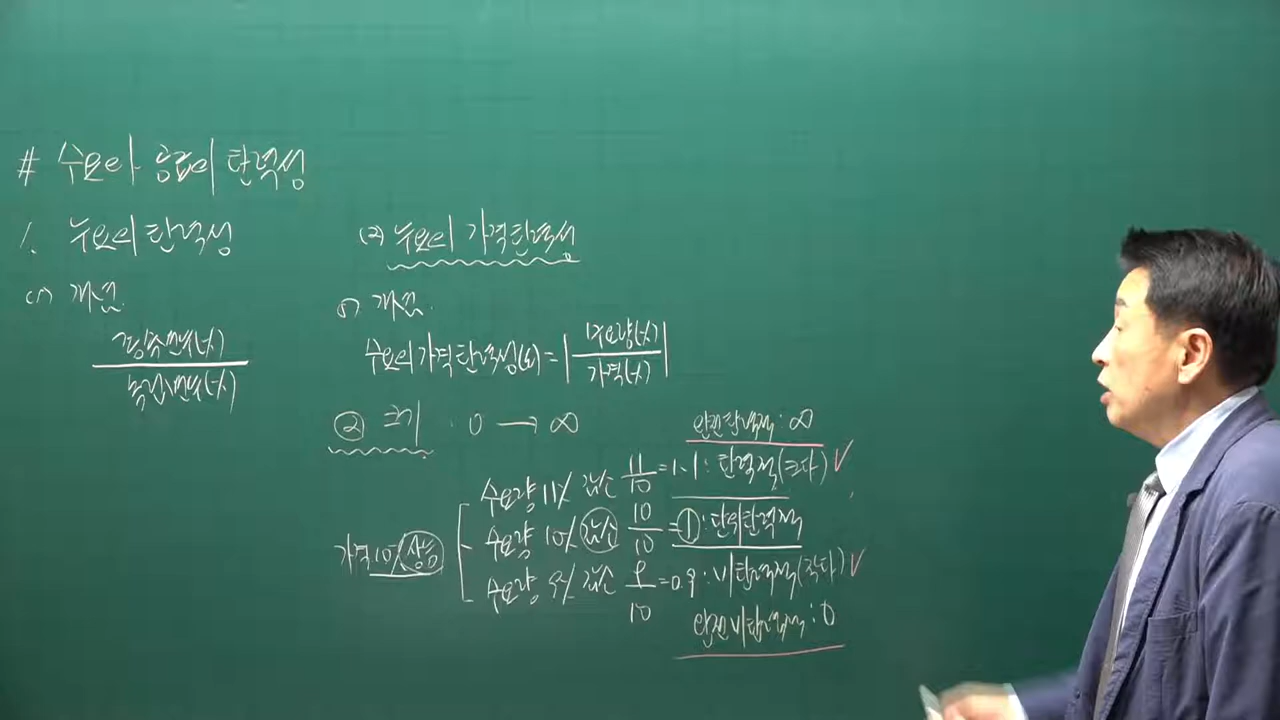 # 수요와 공급의 탄력성
1. 수요의 탄력성
(1) 개념
종속변수(%)
독립변수(%)
(2) 수요의 가격탄력성
① 개념
수요의 가격탄력성(ε) = | 수요량(%) / 가격(%) |
② 크기 · 0 → ∞
완전탄력적 : ∞
수요량 11% 감소 11/10 = 1.1 : 탄력적(크다) ✓
가격 10% 상승 수요량 10% 감소 10/10 = ① : 단위탄력적
수요량 9% 감소 9/10 = 0.9 : 비탄력적(작다) ✓
완전비탄력적 : 0